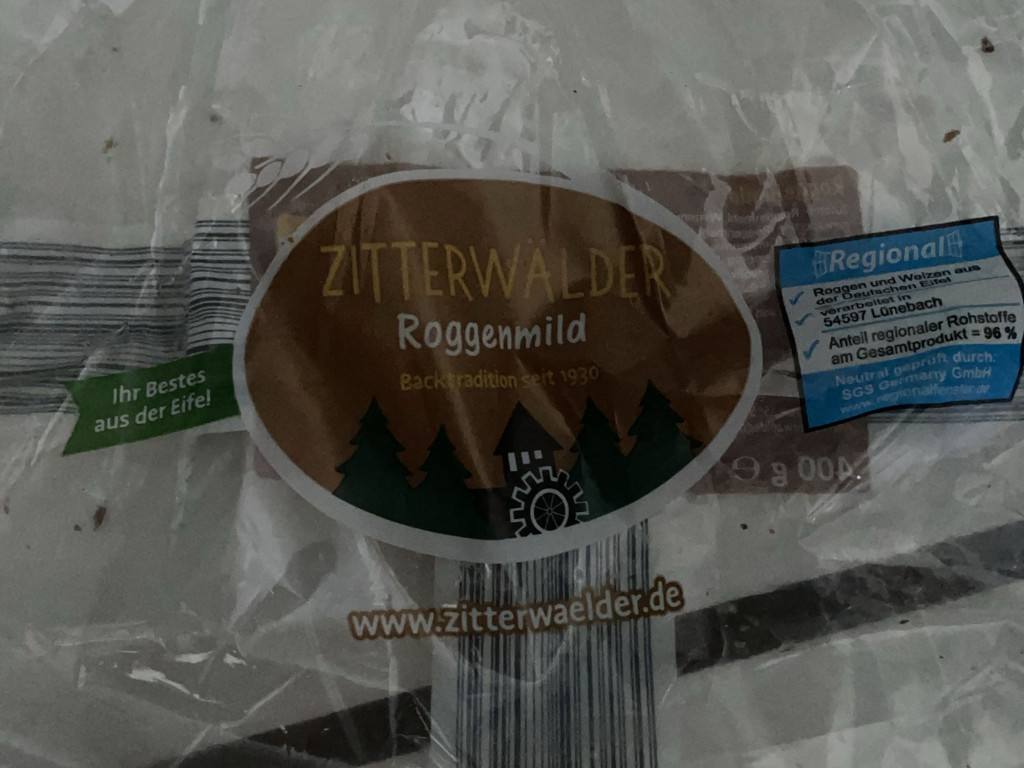 ZITTERWÄLDER
Roggenmild
Backtradition seit 1930
Ihr Bestes
aus der Eifel
www.zitterwaelder.de
Regional
Roggen und Weizen aus
der Deutschen Eifel
verarbeitet in
54597 Lünebach
Anteil regionaler Rohstoffe
am Gesamtprodukt = 96 %
Neutral geprüft durch:
SGS Germany GmbH
www.regionalfenster.de
400 g e